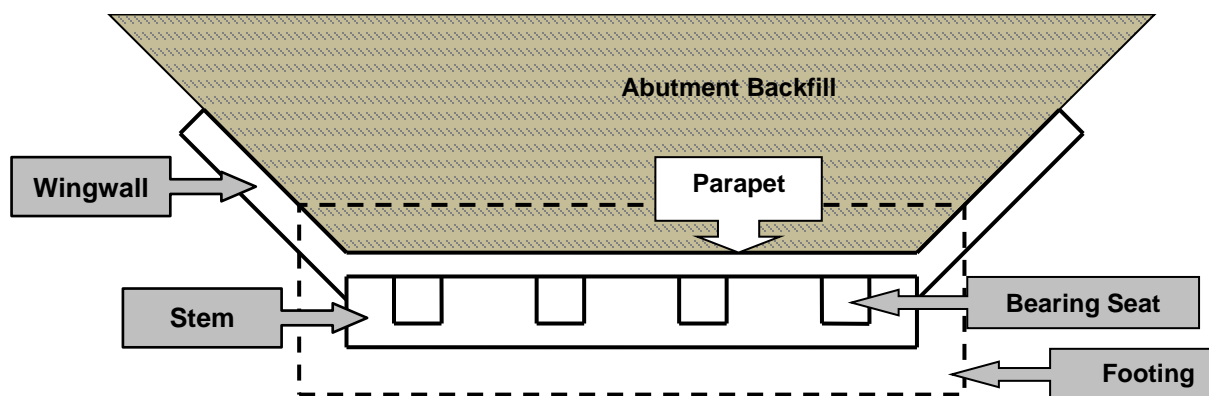 Abutment Backfill
Wingwall
Parapet
Stem
Bearing Seat
Footing